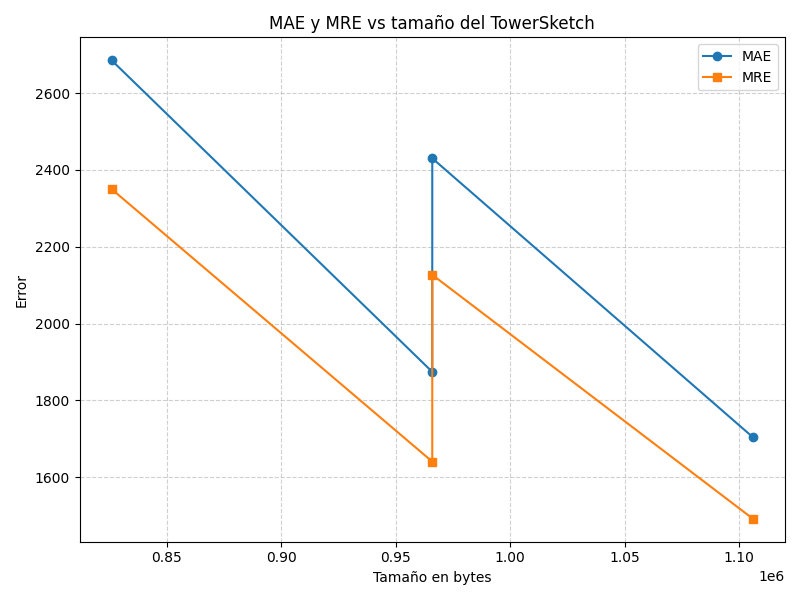 MAE y MRE vs tamaño del TowerSketch
MAE
MRE
Error
2600
2400
2200
2000
1800
1600
0.85 0.90 0.95 1.00 1.05 1.10
1e6
Tamaño en bytes